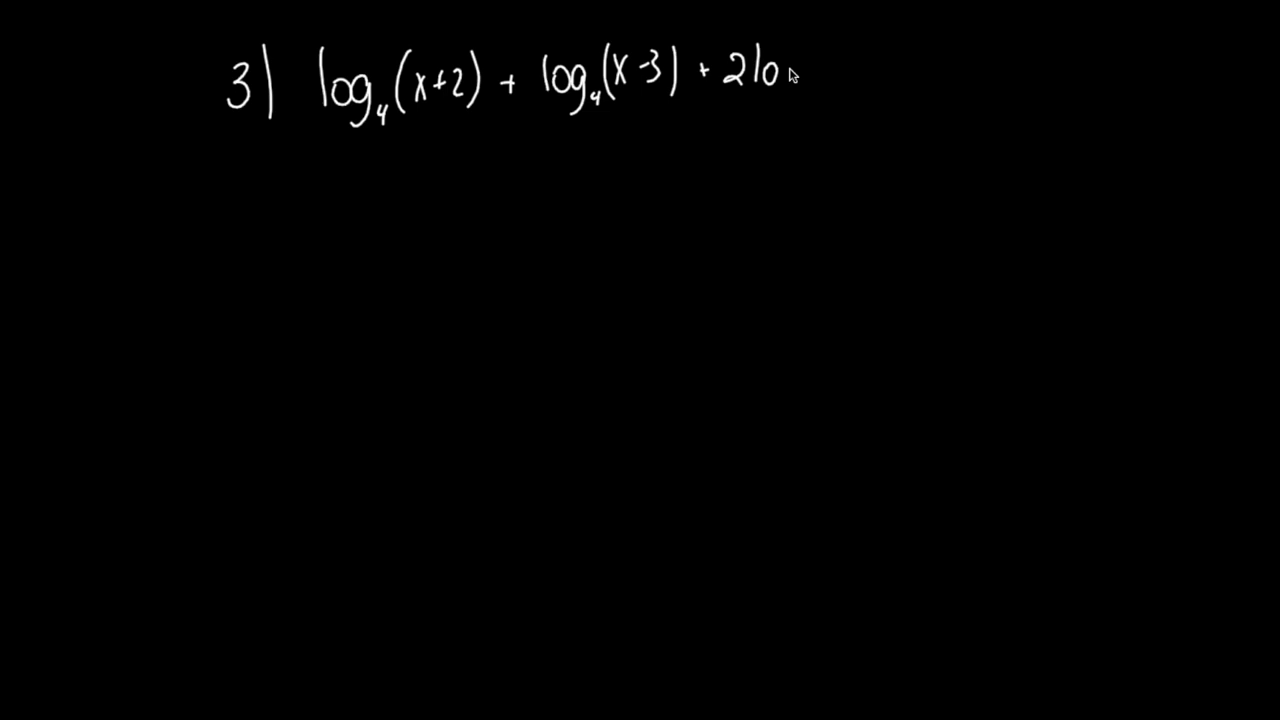 3) log₄(x+2) + log₄(x-3) + 2lo